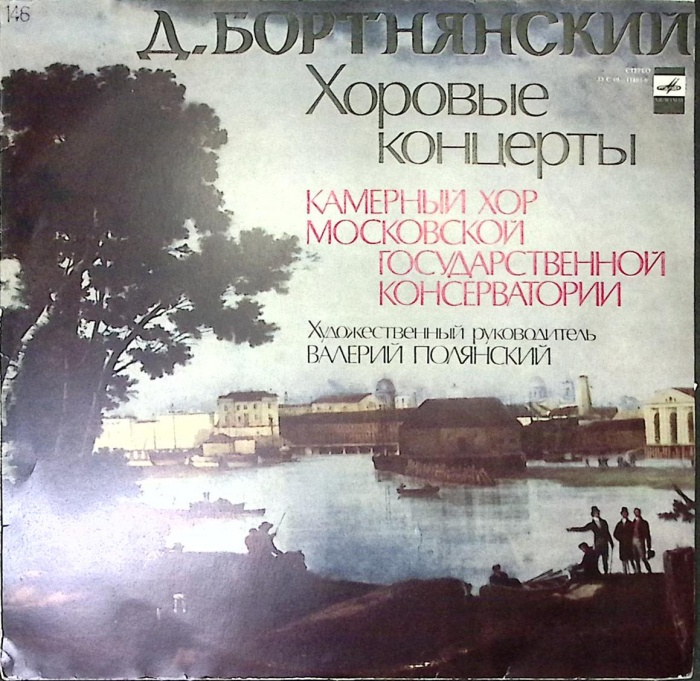 146
Д. БОРТНЯНСКИЙ
СТЕРЕО
Хоровые
концерты
КАМЕРНЫЙ ХОР
МОСКОВСКОЙ
ГОСУДАРСТВЕННОЙ
КОНСЕРВАТОРИИ
Художественный руководитель
ВАЛЕРИЙ ПОЛЯНСКИЙ